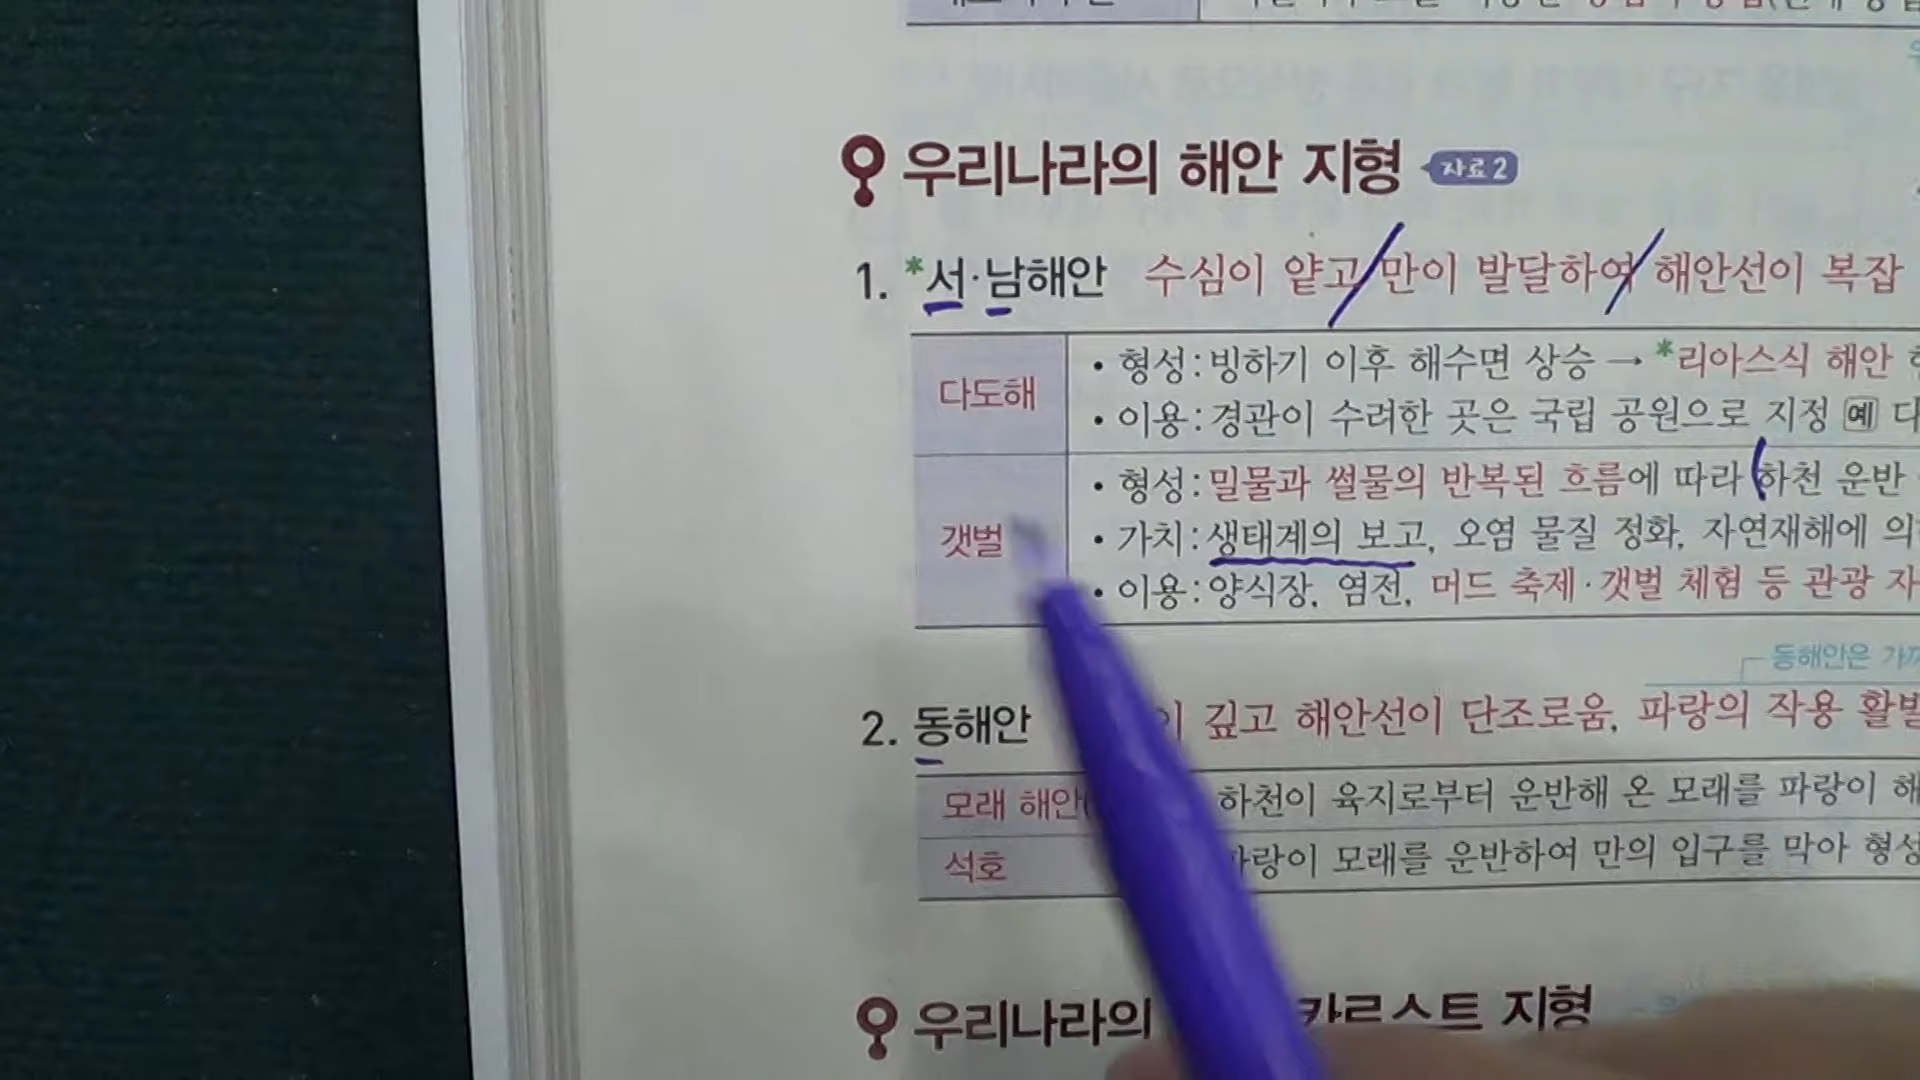 우리나라의 해안 지형 자료2
1. *서·남해안 수심이 얕고 만이 발달하여 해안선이 복잡
다도해
• 형성: 빙하기 이후 해수면 상승 → *리아스식 해안
• 이용: 경관이 수려한 곳은 국립 공원으로 지정 예 다
갯벌
• 형성: 밀물과 썰물의 반복된 흐름에 따라 하천 운반
• 가치: 생태계의 보고, 오염 물질 정화, 자연재해에
• 이용: 양식장, 염전, 머드 축제·갯벌 체험 등 관광 자
동해안은
2. 동해안 깊고 해안선이 단조로움, 파랑의 작용 활발
모래 해안 하천이 육지로부터 운반해 온 모래를 파랑이 해
석호 파랑이 모래를 운반하여 만의 입구를 막아 형성
우리나라의 카르스트 지형